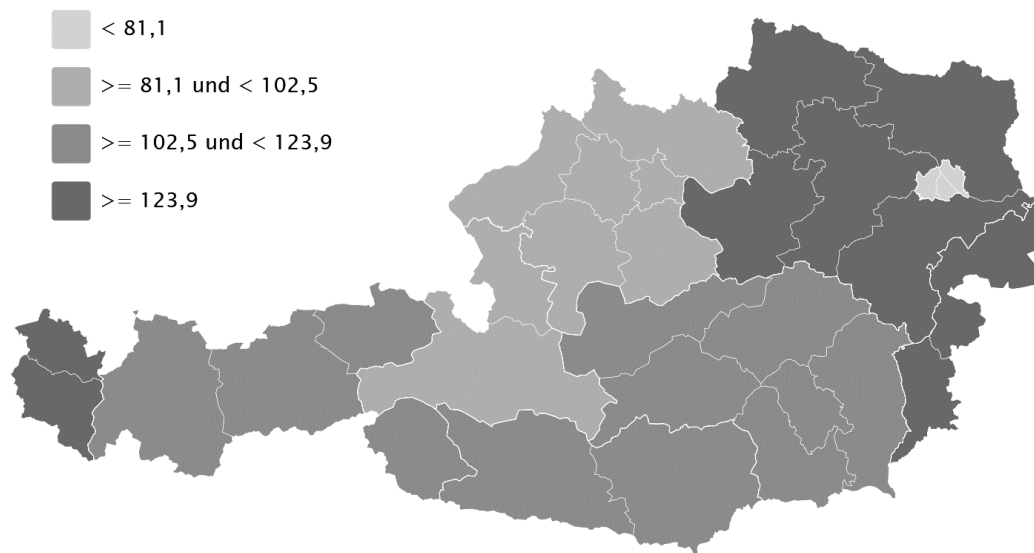 < 81,1
>= 81,1 und < 102,5
>= 102,5 und < 123,9
>= 123,9